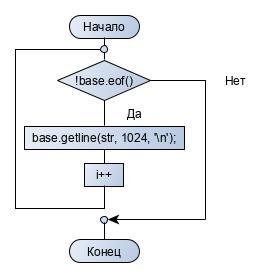 Начало
!base.eof()
Нет
Да
base.getline(str, 1024, '\n');
i++
Конец